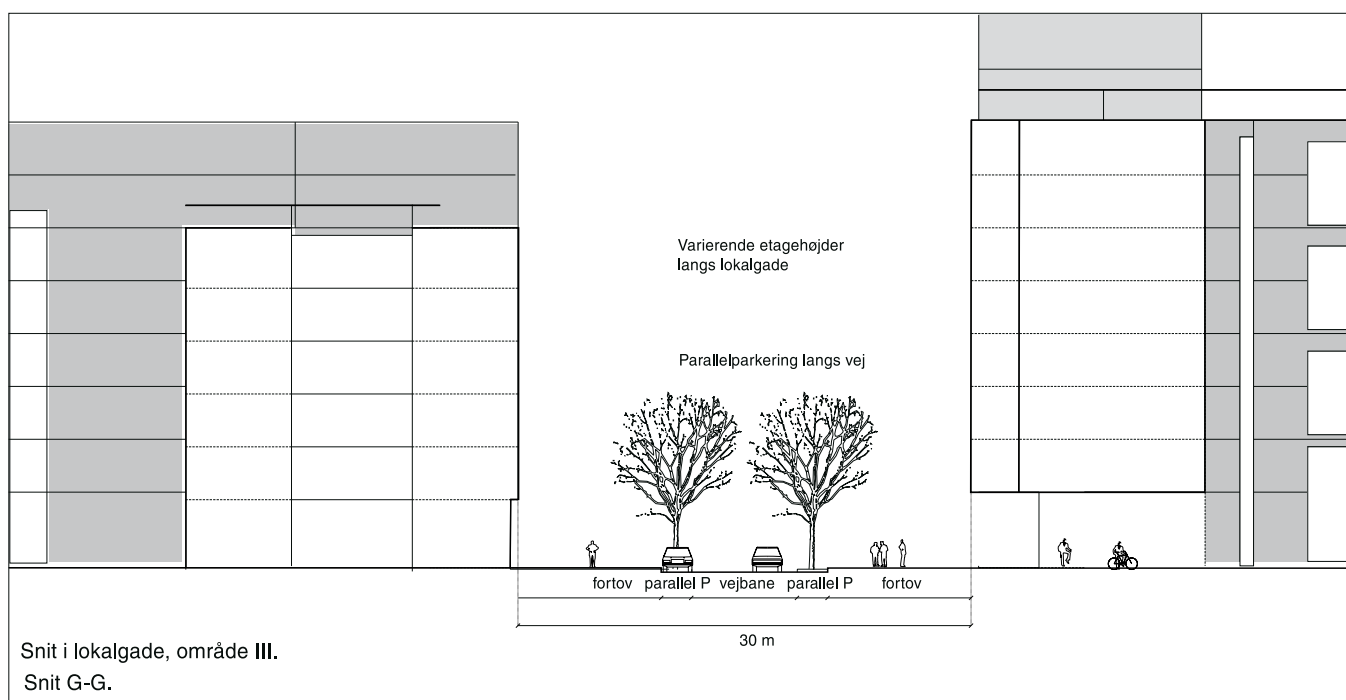 Varierende etagehøjder
langs lokalgade
Parallelparkering langs vej
fortov parallel P vejbane parallel P fortov
30 m
Snit i lokalgade, område III.
Snit G-G.